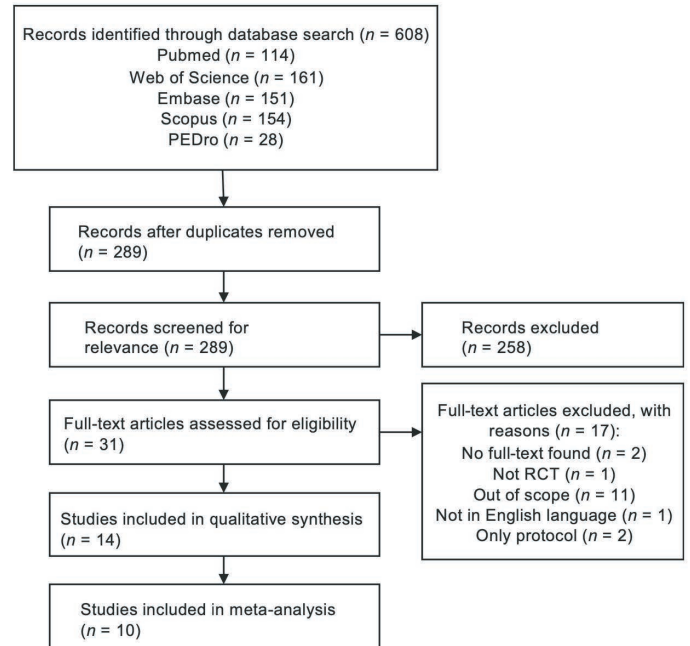 Records identified through database search (n = 608)
Pubmed (n = 114)
Web of Science (n = 161)
Embase (n = 151)
Scopus (n = 154)
PEDro (n = 28)
Records after duplicates removed
(n = 289)
Records screened for
relevance (n = 289)
Records excluded
(n = 258)
Full-text articles assessed for eligibility
(n = 31)
Full-text articles excluded, with
reasons (n = 17):
No full-text found (n = 2)
Not RCT (n = 1)
Out of scope (n = 11)
Not in English language (n = 1)
Only protocol (n = 2)
Studies included in qualitative synthesis
(n = 14)
Studies included in meta-analysis
(n = 10)